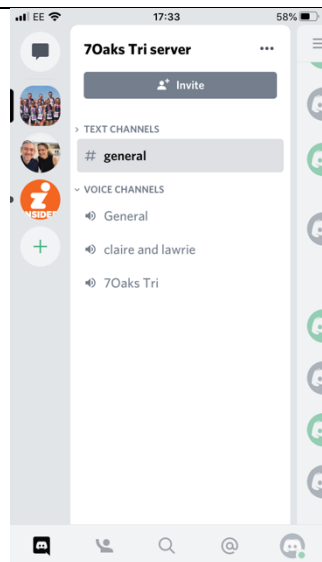 EE 17:33 58%
7Oaks Tri server
Invite
TEXT CHANNELS
# general
VOICE CHANNELS
General
claire and lawrie
7Oaks Tri
Z
INSIDER